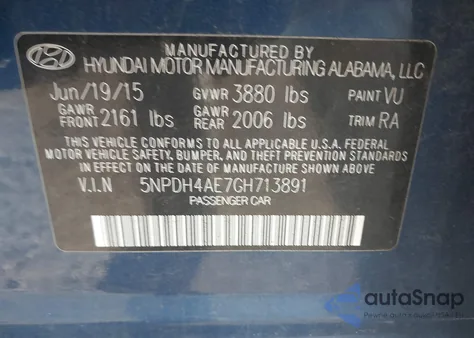 MANUFACTURED BY
HYUNDAI MOTOR MANUFACTURING ALABAMA, LLC
Jun/19/15 GVWR 3880 lbs PAINT VU
GAWR FRONT 2161 lbs GAWR REAR 2006 lbs TRIM RA
THIS VEHICLE CONFORMS TO ALL APPLICABLE U.S.A. FEDERAL
MOTOR VEHICLE SAFETY, BUMPER, AND THEFT PREVENTION STANDARDS
IN EFFECT ON THE DATE OF MANUFACTURE SHOWN ABOVE.
V.I.N 5NPDH4AE7GH713891
PASSENGER CAR
autoSnap